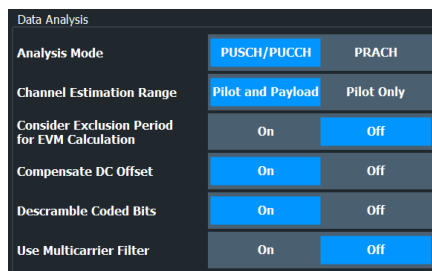 Data Analysis
Analysis Mode PUSCH/PUCCH PRACH
Channel Estimation Range Pilot and Payload Pilot Only
Consider Exclusion Period
for EVM Calculation On Off
Compensate DC Offset On Off
Descramble Coded Bits On Off
Use Multicarrier Filter On Off